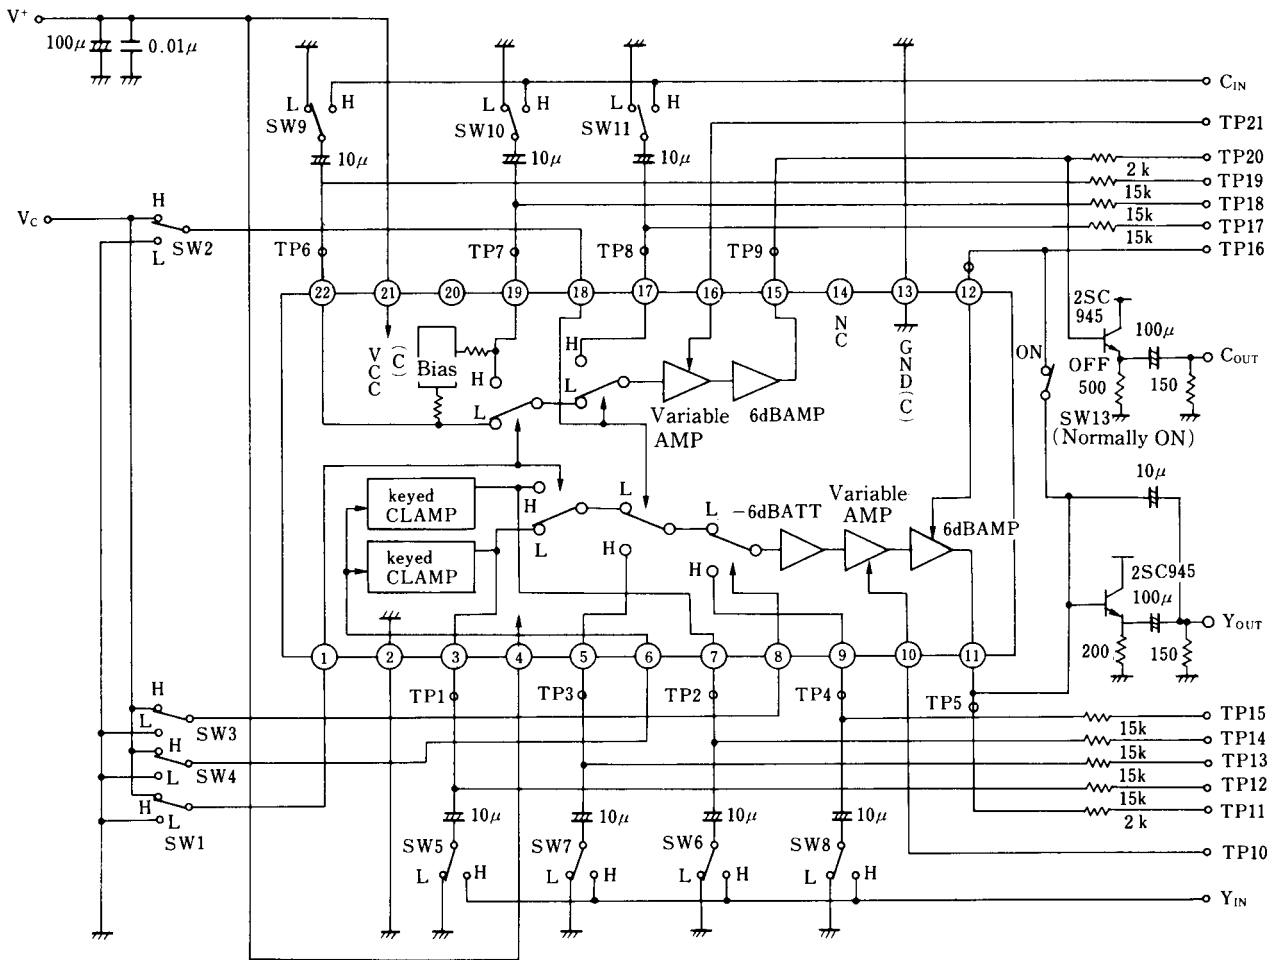 V⁺
100μ
0.01μ
L
H
SW9
L
H
SW10
L
H
SW11
C_IN
TP21
10μ
10μ
10μ
TP20
2k
TP19
15k
TP18
15k
TP17
15k
TP16
H
V_C
SW2
L
TP6
TP7
TP8
TP9
22
21
20
19
18
17
16
15
14
13
12
VCC
(C)
Bias
H
H
L
L
Variable
AMP
6dBAMP
NC
GND(C)
2SC
945
100μ
C_OUT
ON
OFF
500
150
SW13
(Normally ON)
keyed
CLAMP
keyed
CLAMP
H
L
L
H
L
H
-6dBATT
Variable
AMP
6dBAMP
10μ
2SC945
100μ
Y_OUT
200
150
1
2
3
4
5
6
7
8
9
10
11
TP1
TP3
TP2
TP4
TP5
H
L
SW3
H
L
SW4
H
L
SW1
TP15
15k
TP14
15k
TP13
15k
TP12
15k
TP11
2k
TP10
10μ
10μ
10μ
10μ
SW5
L
H
SW7
L
H
SW6
L
H
SW8
L
H
Y_IN